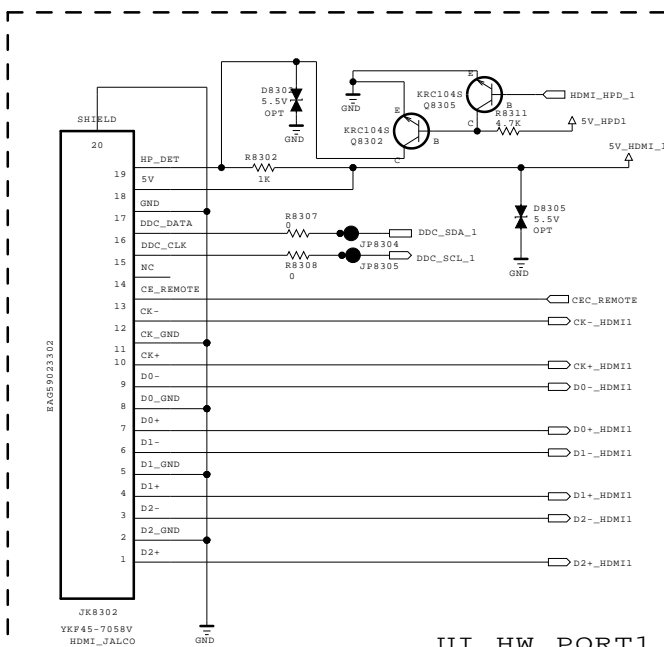 E
KRC104S
Q8305
B
HDMI_HPD_1
D8302
5.5V
OPT
GND
GND
E
KRC104S
Q8302
B
C
C
R8311
4.7K
5V_HPD1
5V_HDMI_1
SHIELD
20
HP_DET
19
R8302
1K
5V
18
GND
17
DDC_DATA
16
R8307
0
JP8304
DDC_SDA_1
D8305
5.5V
OPT
GND
DDC_CLK
15
R8308
0
JP8305
DDC_SCL_1
NC
14
CE_REMOTE
13
CEC_REMOTE
CK-
12
CK-_HDMI1
CK_GND
11
CK+
10
CK+_HDMI1
D0-
9
D0-_HDMI1
D0_GND
8
D0+
7
D0+_HDMI1
D1-
6
D1-_HDMI1
D1_GND
5
D1+
4
D1+_HDMI1
D2-
3
D2-_HDMI1
D2_GND
2
D2+
1
D2+_HDMI1
EAG59023302
JK8302
YKF45-7058V
HDMI_JALCO
GND
UI_HW_PORT1